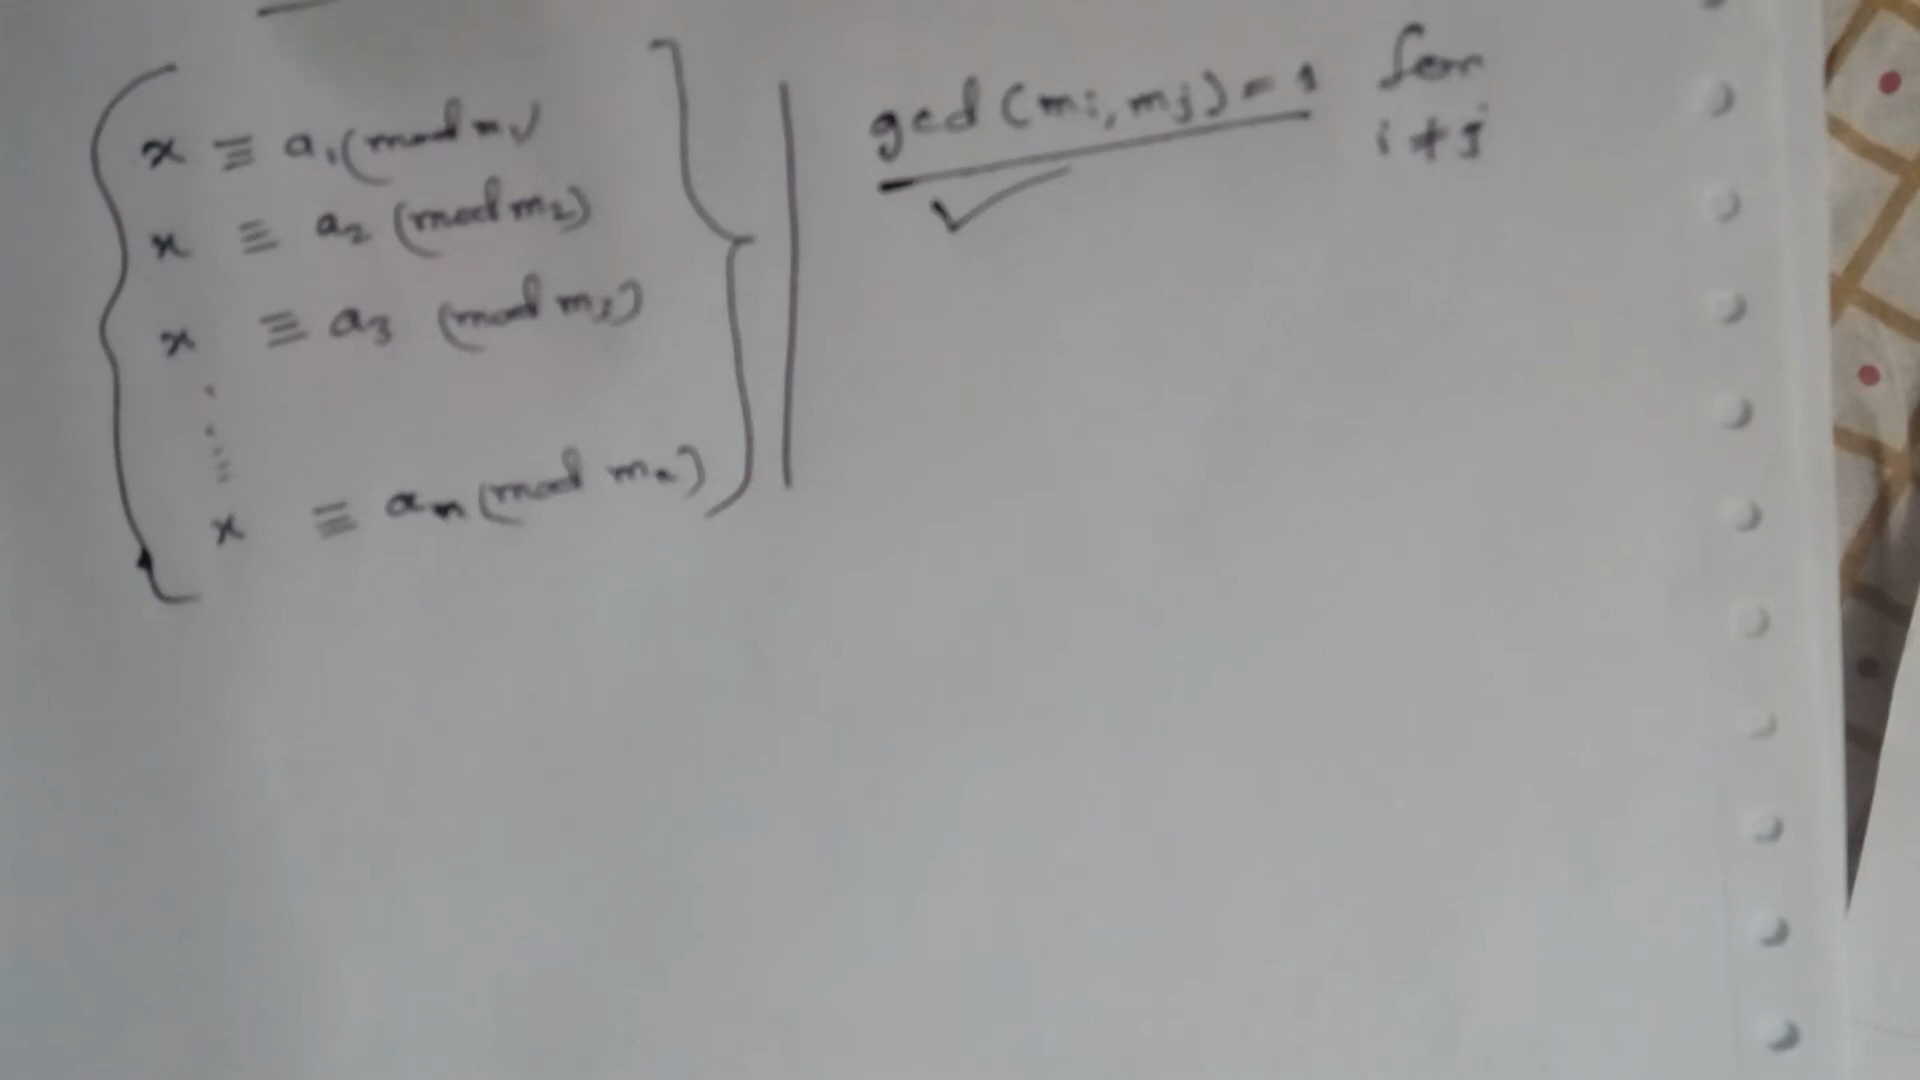 x ≡ a₁ (mod m₁)
x ≡ a₂ (mod m₂)
x ≡ a₃ (mod m₃)
x ≡ aₙ (mod mₙ)
gcd (mᵢ, mⱼ) = 1 for
i ≠ j